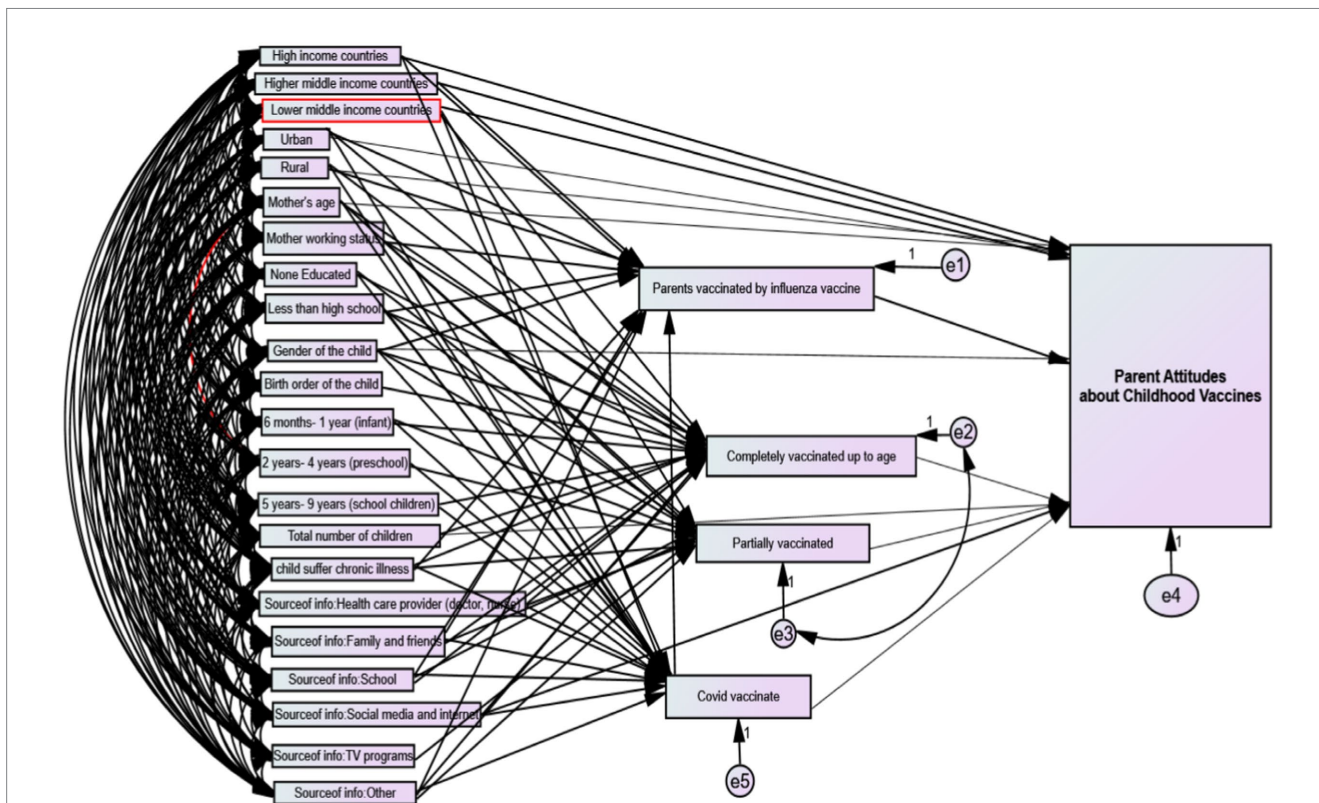 High income countries
Higher middle income countries
Lower middle income countries
Urban
Rural
Mother's age
Mother working status
None Educated
Less than high school
Gender of the child
Birth order of the child
6 months- 1 year (infant)
2 years- 4 years (preschool)
5 years- 9 years (school children)
Total number of children
child suffer chronic illness
Sourceof info:Health care provider (doctor, nurse)
Sourceof info:Family and friends
Sourceof info:School
Sourceof info:Social media and internet
Sourceof info:TV programs
Sourceof info:Other
1
e1
Parents vaccinated by influenza vaccine
1
e2
Completely vaccinated up to age
Partially vaccinated
1
e3
Covid vaccinate
1
e5
Parent Attitudes
about Childhood Vaccines
1
e4